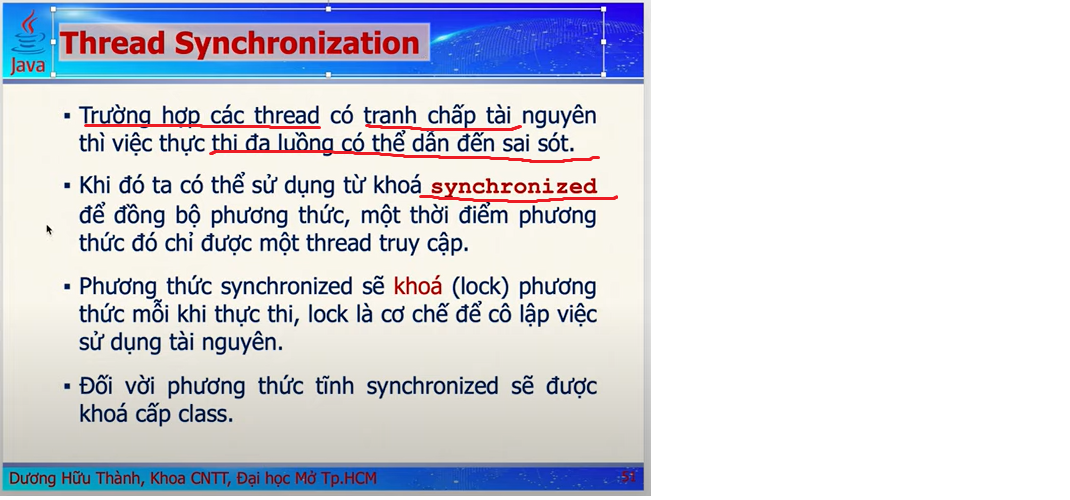 Thread Synchronization
Java
▪ Trường hợp các thread có tranh chấp tài nguyên
thì việc thực thi đa luồng có thể dẫn đến sai sót.
▪ Khi đó ta có thể sử dụng từ khoá synchronized
để đồng bộ phương thức, một thời điểm phương
thức đó chỉ được một thread truy cập.
▪ Phương thức synchronized sẽ khoá (lock) phương
thức mỗi khi thực thi, lock là cơ chế để cô lập việc
sử dụng tài nguyên.
▪ Đối vời phương thức tĩnh synchronized sẽ được
khoá cấp class.
Dương Hữu Thành, Khoa CNTT, Đại học Mở Tp.HCM
51